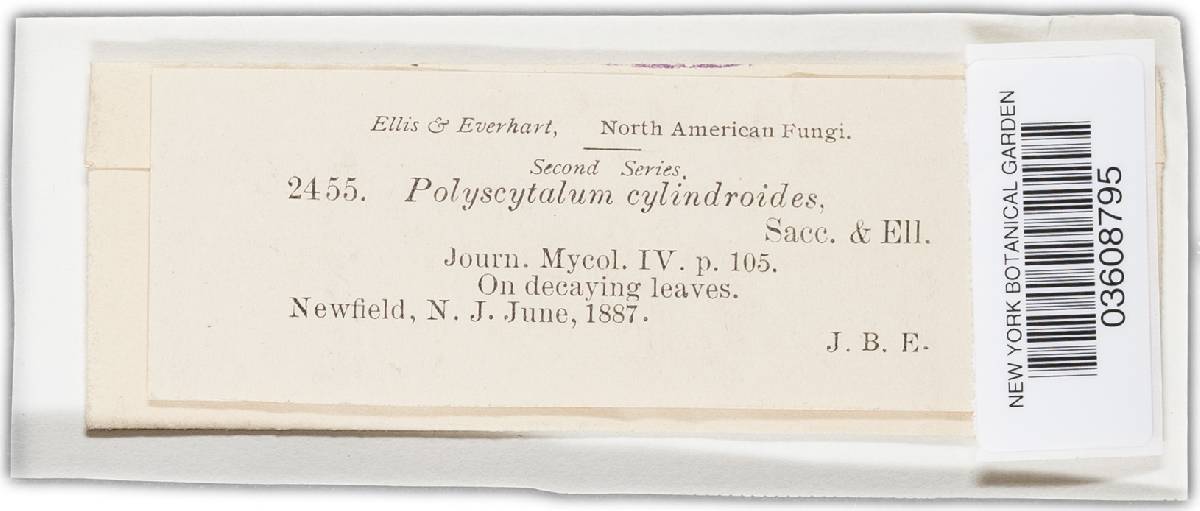 Ellis & Everhart, North American Fungi.
Second Series.
2455. Polyscytalum cylindroides,
Sacc. & Ell.
Journ. Mycol. IV. p. 105.
On decaying leaves.
Newfield, N. J. June, 1887.
J. B. E.
NEW YORK BOTANICAL GARDEN
03608795